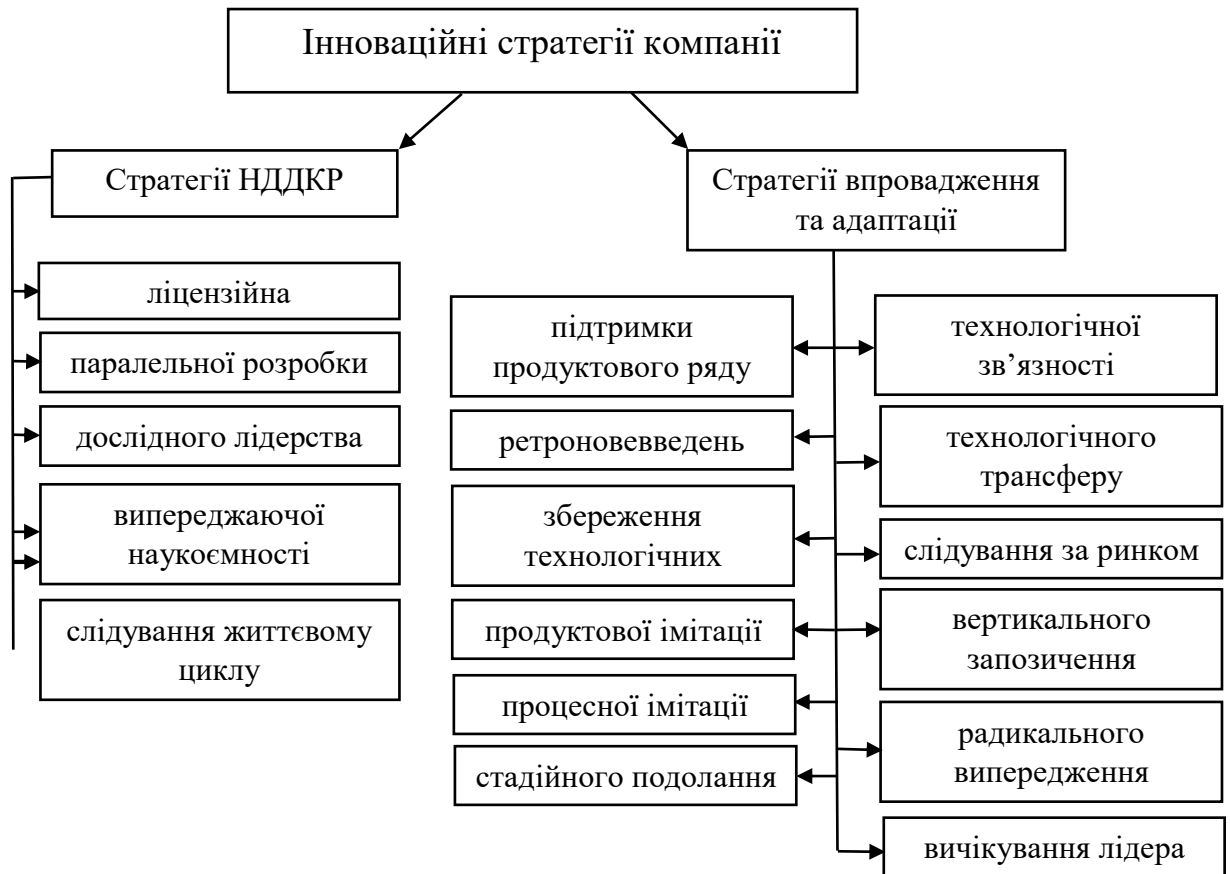 Інноваційні стратегії компанії
Стратегії НДДКР
ліцензійна
паралельної розробки
дослідного лідерства
випереджаючої
наукоємності
слідування життєвому
циклу
Стратегії впровадження
та адаптації
підтримки
продуктового ряду
ретроновевведень
збереження
технологічних
продуктової імітації
процесної імітації
стадійного подолання
технологічної
зв’язності
технологічного
трансферу
слідування за ринком
вертикального
запозичення
радикального
випередження
вичікування лідера